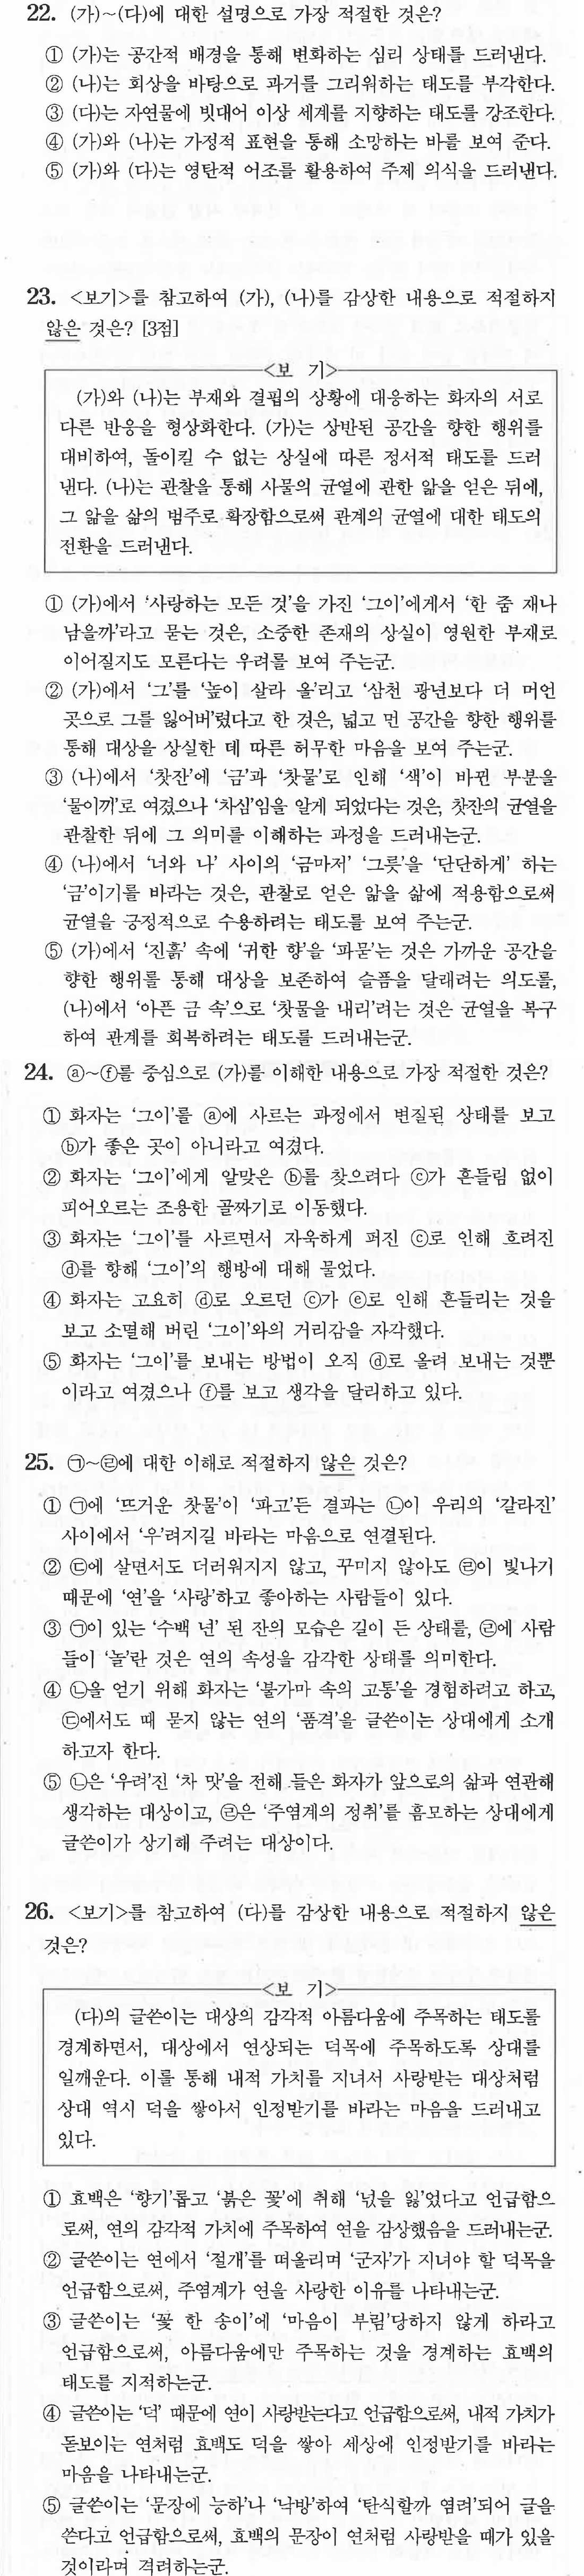 22. (가)~(다)에 대한 설명으로 가장 적절한 것은?
① (가)는 공간적 배경을 통해 변화하는 심리 상태를 드러낸다.
② (나)는 회상을 바탕으로 과거를 그리워하는 태도를 부각한다.
③ (다)는 자연물에 빗대어 이상 세계를 지향하는 태도를 강조한다.
④ (가)와 (나)는 가정적 표현을 통해 소망하는 바를 보여 준다.
⑤ (가)와 (다)는 영탄적 어조를 활용하여 주제 의식을 드러낸다.
23. <보기>를 참고하여 (가), (나)를 감상한 내용으로 적절하지
않은 것은? [3점]
<보 기>
(가)와 (나)는 부재와 결핍의 상황에 대응하는 화자의 서로
다른 반응을 형상화한다. (가)는 상반된 공간을 향한 행위를
대비하여, 돌이킬 수 없는 상실에 따른 정서적 태도를 드러
낸다. (나)는 관찰을 통해 사물의 균열에 관한 앎을 얻은 뒤에,
그 앎을 삶의 범주로 확장함으로써 관계의 균열에 대한 태도의
전환을 드러낸다.
① (가)에서 ‘사랑하는 모든 것’을 가진 ‘그이’에게서 ‘한 줌 재나
남을까’라고 묻는 것은, 소중한 존재의 상실이 영원한 부재로
이어질지도 모른다는 우려를 보여 주는군.
② (가)에서 ‘그’를 ‘높이 살라 올’리고 ‘삼천 광년보다 더 머언
곳으로 그를 잃어버’렸다고 한 것은, 넓고 먼 공간을 향한 행위를
통해 대상을 상실한 데 따른 허무한 마음을 보여 주는군.
③ (나)에서 ‘찻잔’에 ‘금’과 ‘찻물’로 인해 ‘색’이 바뀐 부분을
‘물이끼’로 여겼으나 ‘차심’임을 알게 되었다는 것은, 찻잔의 균열을
관찰한 뒤에 그 의미를 이해하는 과정을 드러내는군.
④ (나)에서 ‘너와 나’ 사이의 ‘금마저’ ‘그릇’을 ‘단단하게’ 하는
‘금’이기를 바라는 것은, 관찰로 얻은 앎을 삶에 적용함으로써
균열을 긍정적으로 수용하려는 태도를 보여 주는군.
⑤ (가)에서 ‘진흙’ 속에 ‘귀한 향’을 ‘파묻’는 것은 가까운 공간을
향한 행위를 통해 대상을 보존하여 슬픔을 달래려는 의도를,
(나)에서 ‘아픈 금 속’으로 ‘찻물을 내리’려는 것은 균열을 복구
하여 관계를 회복하려는 태도를 드러내는군.
24. ⓐ~ⓕ를 중심으로 (가)를 이해한 내용으로 가장 적절한 것은?
① 화자는 ‘그이’를 ⓐ에 사르는 과정에서 변질된 상태를 보고
ⓑ가 좋은 곳이 아니라고 여겼다.
② 화자는 ‘그이’에게 알맞은 ⓑ를 찾으려다 ⓒ가 흔들림 없이
피어오르는 조용한 골짜기로 이동했다.
③ 화자는 ‘그이’를 사르면서 자욱하게 퍼진 ⓒ로 인해 흐려진
ⓓ를 향해 ‘그이’의 행방에 대해 물었다.
④ 화자는 고요히 ⓓ로 오르던 ⓒ가 ⓔ로 인해 흔들리는 것을
보고 소멸해 버린 ‘그이’와의 거리감을 자각했다.
⑤ 화자는 ‘그이’를 보내는 방법이 오직 ⓓ로 올려 보내는 것뿐
이라고 여겼으나 ⓕ를 보고 생각을 달리하고 있다.
25. ㉠~㉣에 대한 이해로 적절하지 않은 것은?
① ㉠에 ‘뜨거운 찻물’이 ‘파고’든 결과는 ㉡이 우리의 ‘갈라진’
사이에서 ‘우’려지길 바라는 마음으로 연결된다.
② ㉢에 살면서도 더러워지지 않고, 꾸미지 않아도 ㉣이 빛나기
때문에 ‘연’을 ‘사랑’하고 좋아하는 사람들이 있다.
③ ㉠이 있는 ‘수백 년’ 된 잔의 모습은 길이 든 상태를, ㉣에 사람
들이 ‘놀’란 것은 연의 속성을 감각한 상태를 의미한다.
④ ㉡을 얻기 위해 화자는 ‘불가마 속의 고통’을 경험하려고 하고,
㉢에서도 때 묻지 않는 연의 ‘품격’을 글쓴이는 상대에게 소개
하고자 한다.
⑤ ㉡은 ‘우려’진 ‘차 맛’을 전해 들은 화자가 앞으로의 삶과 연관해
생각하는 대상이고, ㉣은 ‘주염계의 정취’를 흠모하는 상대에게
글쓴이가 상기해 주려는 대상이다.
26. <보기>를 참고하여 (다)를 감상한 내용으로 적절하지 않은
것은?
<보 기>
(다)의 글쓴이는 대상의 감각적 아름다움에 주목하는 태도를
경계하면서, 대상에서 연상되는 덕목에 주목하도록 상대를
일깨운다. 이를 통해 내적 가치를 지녀서 사랑받는 대상처럼
상대 역시 덕을 쌓아서 인정받기를 바라는 마음을 드러내고
있다.
① 효백은 ‘향기’롭고 ‘붉은 꽃’에 취해 ‘넋을 잃’었다고 언급함으
로써, 연의 감각적 가치에 주목하여 연을 감상했음을 드러내는군.
② 글쓴이는 연에서 ‘절개’를 떠올리며 ‘군자’가 지녀야 할 덕목을
언급함으로써, 주염계가 연을 사랑한 이유를 나타내는군.
③ 글쓴이는 ‘꽃 한 송이’에 ‘마음이 부림’당하지 않게 하라고
언급함으로써, 아름다움에만 주목하는 것을 경계하는 효백의
태도를 지적하는군.
④ 글쓴이는 ‘덕’ 때문에 연이 사랑받는다고 언급함으로써, 내적 가치가
돋보이는 연처럼 효백도 덕을 쌓아 세상에 인정받기를 바라는
마음을 나타내는군.
⑤ 글쓴이는 ‘문장에 능하’나 ‘낙방’하여 ‘탄식할까 염려’되어 글을
쓴다고 언급함으로써, 효백의 문장이 연처럼 사랑받을 때가 있을
것이라며 격려하는군.